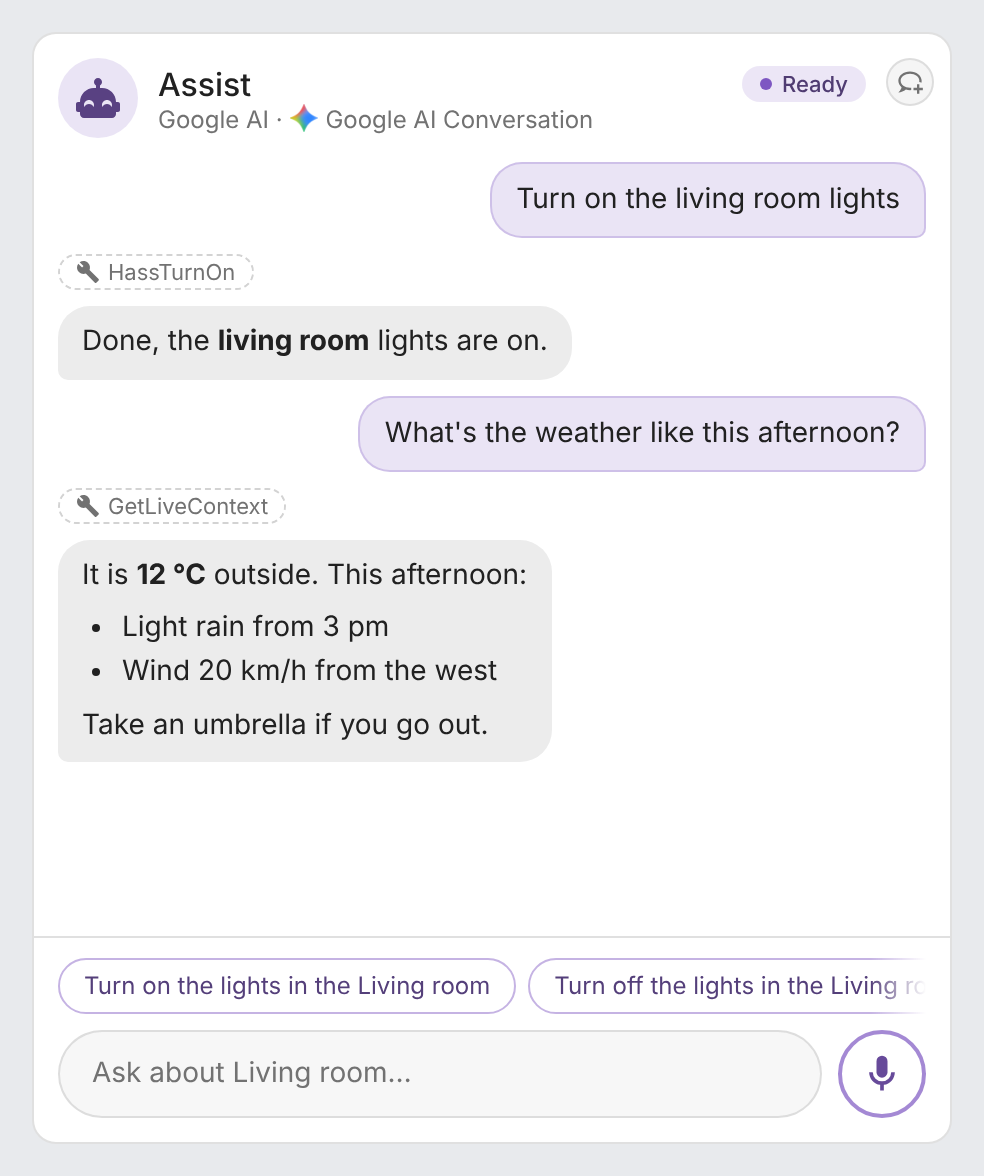 Assist
Google AI · Google AI Conversation
Ready
Turn on the living room lights
HassTurnOn
Done, the living room lights are on.
What's the weather like this afternoon?
GetLiveContext
It is 12 °C outside. This afternoon:
• Light rain from 3 pm
• Wind 20 km/h from the west
Take an umbrella if you go out.
Turn on the lights in the Living room
Turn off the lights in the Living
Ask about Living room...